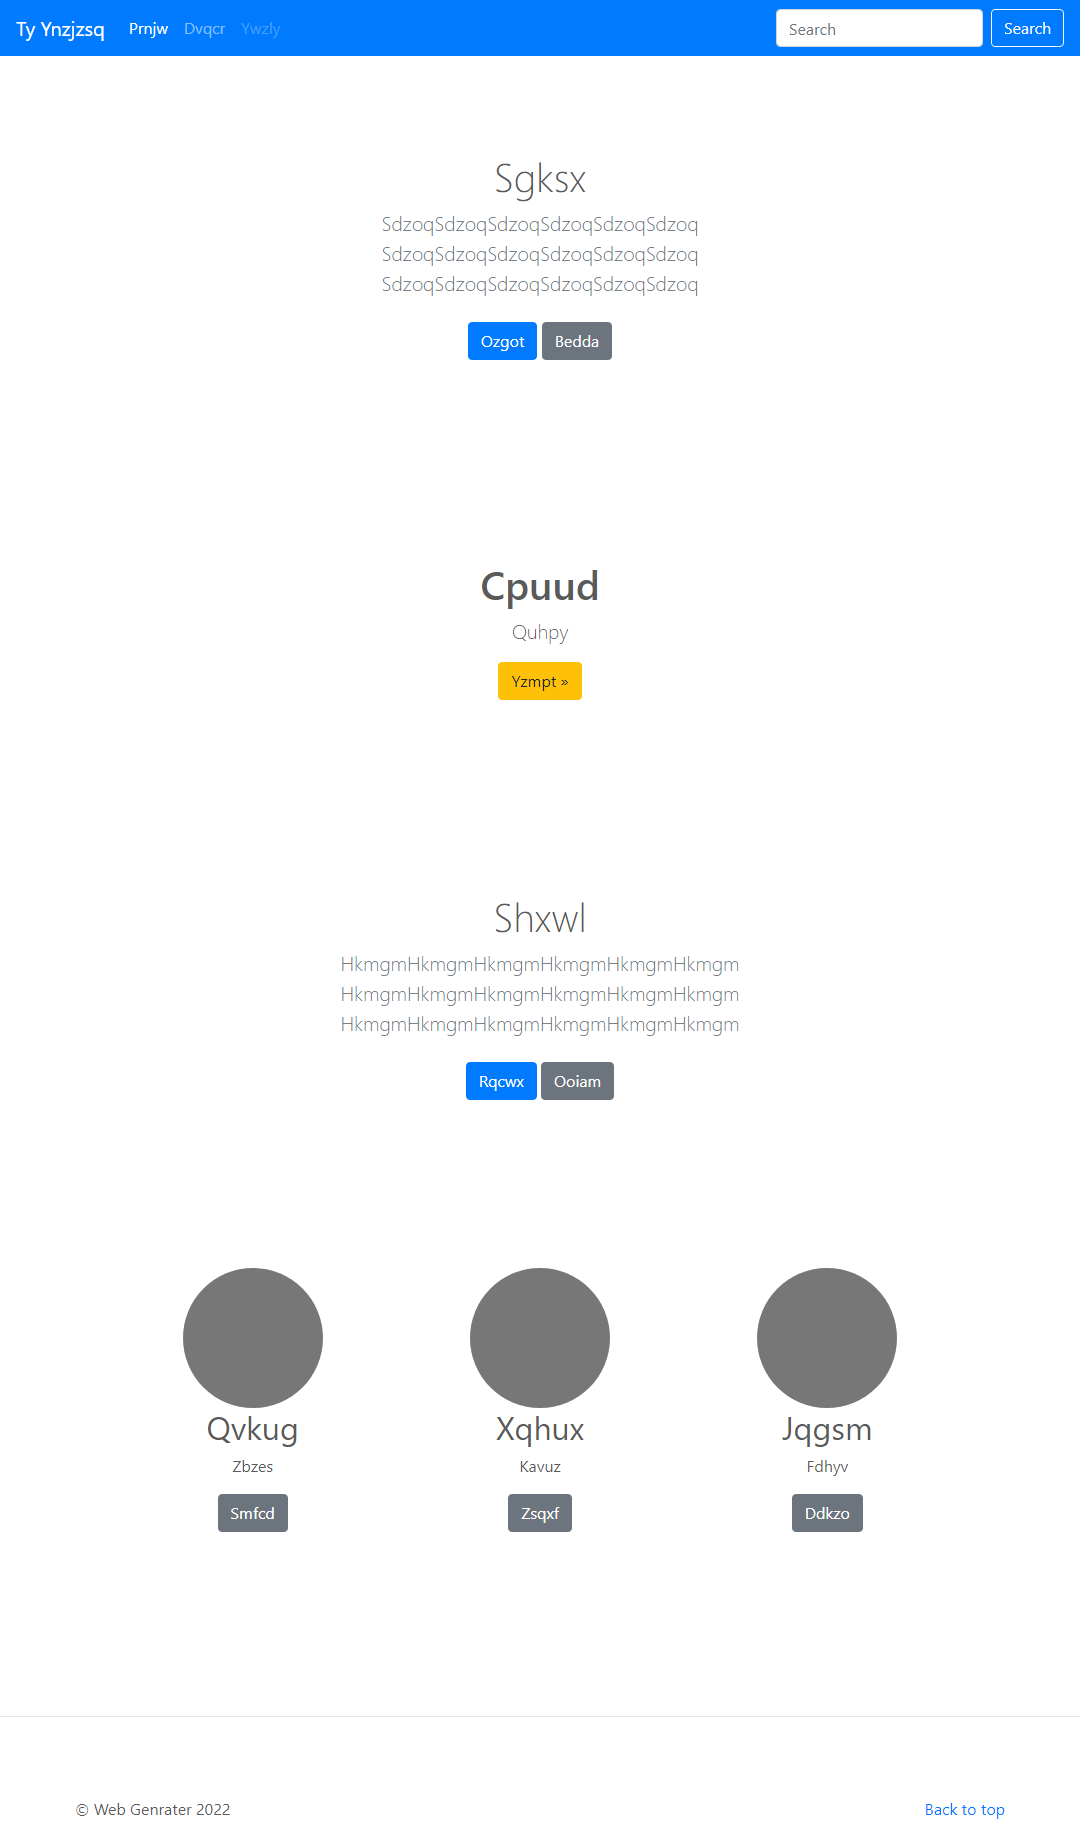 Ty Ynzjzsq Prnjw Dvqcr Ywzly Search Search
Sgksx
SdzoqSdzoqSdzoqSdzoqSdzoqSdzoq
SdzoqSdzoqSdzoqSdzoqSdzoqSdzoq
SdzoqSdzoqSdzoqSdzoqSdzoqSdzoq
Ozgot Bedda
Cpuud
Quhpy
Yzmpt »
Shxwl
HkmgmHkmgmHkmgmHkmgmHkmgmHkmgm
HkmgmHkmgmHkmgmHkmgmHkmgmHkmgm
HkmgmHkmgmHkmgmHkmgmHkmgmHkmgm
Rqcwx Ooiam
Qvkug Xqhux Jqgsm
Zbzes Kavuz Fdhyv
Smfcd Zsqxf Ddkzo
© Web Genrater 2022 Back to top